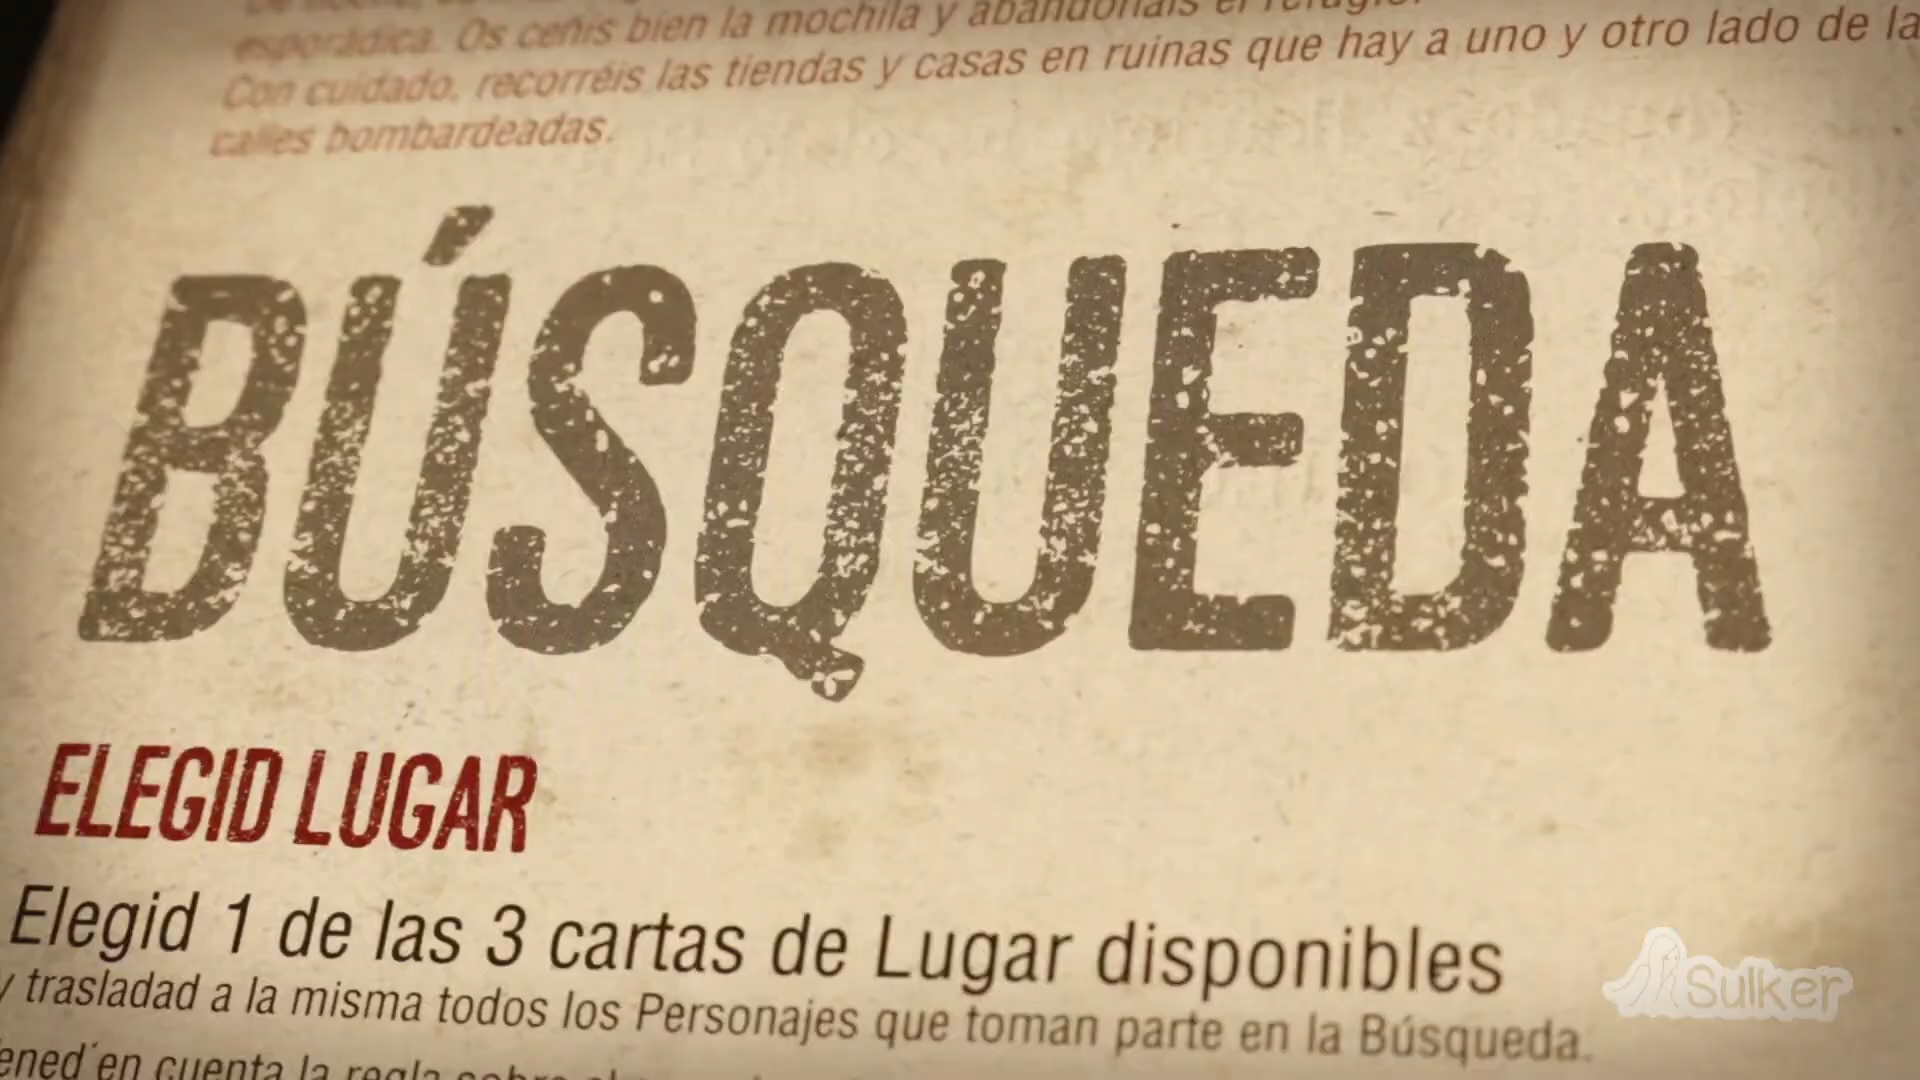 esporádica. Os ceñís bien la mochila y abandonáis el refugio.
Con cuidado, recorréis las tiendas y casas en ruinas que hay a uno y otro lado de la
calles bombardeadas.
BÚSQUEDA
ELEGID LUGAR
Elegid 1 de las 3 cartas de Lugar disponibles
y trasladad a la misma todos los Personajes que toman parte en la Búsqueda.
en cuenta la regla
Sulker